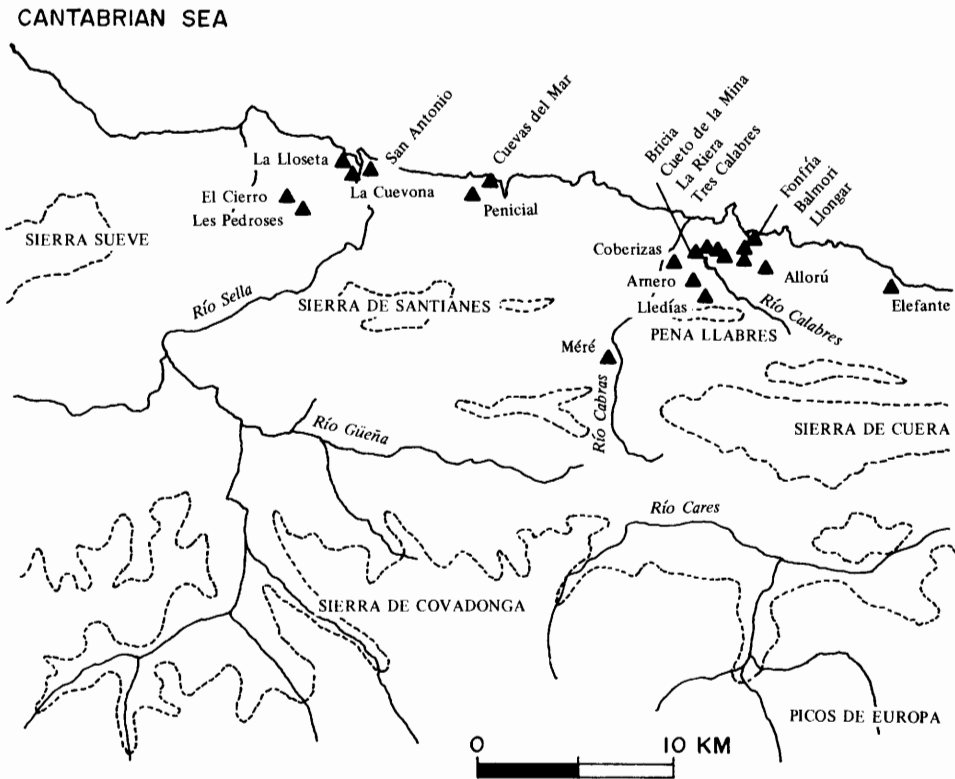 CANTABRIAN SEA
San Antonio
Cuevas del Mar
Bricia
Cueto de la Mina
La Riera
Tres Calabres
Fonfría
Balmori
Llongar
La Lloseta
La Cuevona
El Cierro
Les Pedroses
Penicial
SIERRA SUEVE
Coberizas
Allorú
Arnero
Lledías
Elefante
Río Sella
SIERRA DE SANTIANES
Río Calabres
PENA LLABRES
Méré
Río Cabras
Río Güeña
SIERRA DE CUERA
Río Cares
SIERRA DE COVADONGA
PICOS DE EUROPA
0 10 KM